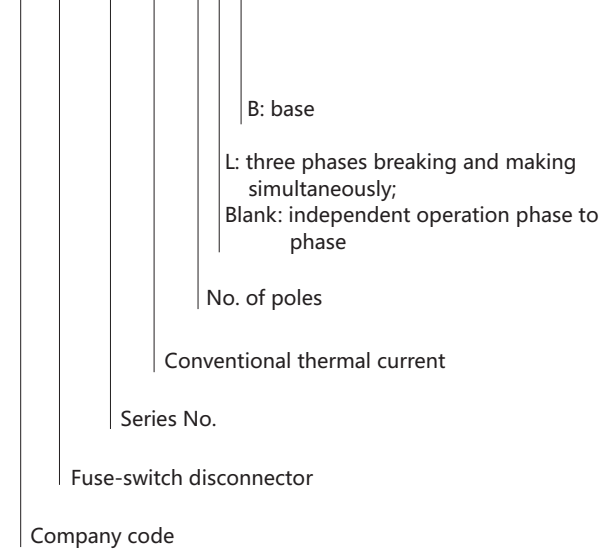 B: base
L: three phases breaking and making
simultaneously;
Blank: independent operation phase to
phase
No. of poles
Conventional thermal current
Series No.
Fuse-switch disconnector
Company code